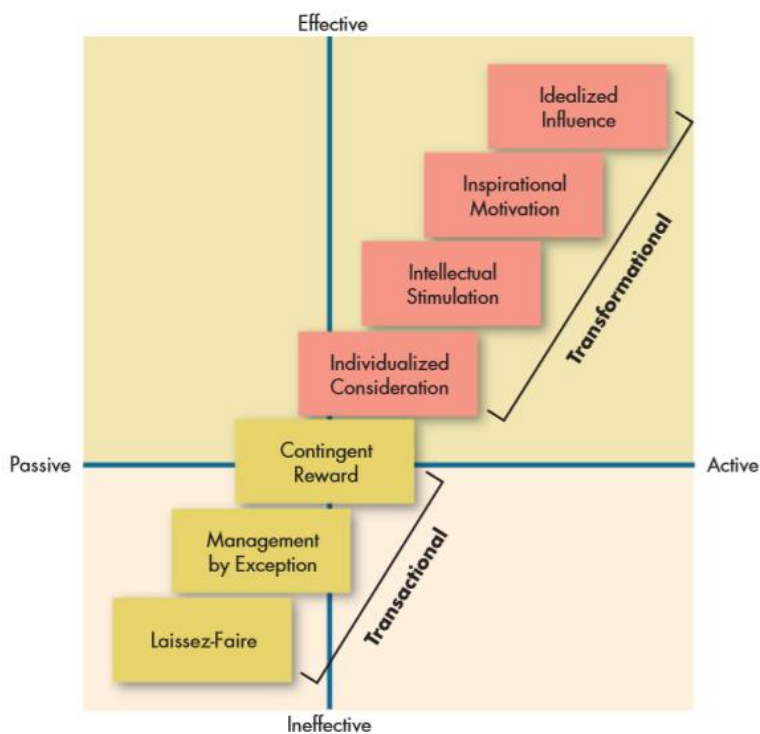 Effective
Idealized
Influence
Inspirational
Motivation
Intellectual
Stimulation
Transformational
Individualized
Consideration
Contingent
Reward
Passive
Active
Management
by Exception
Transactional
Laissez-Faire
Ineffective